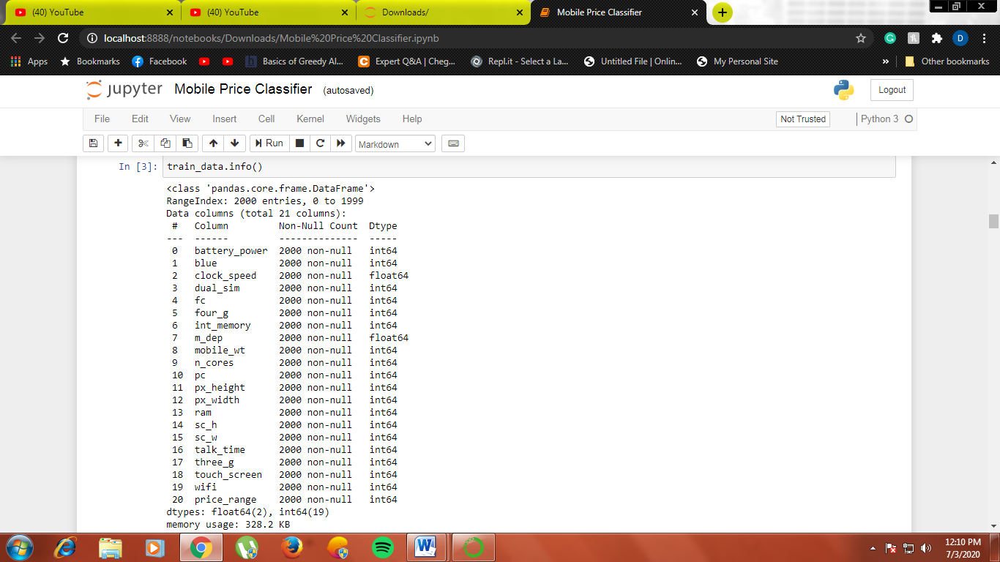 (40) YouTube
(40) YouTube
Downloads/
Mobile Price Classifier
localhost:8888/notebooks/Downloads/Mobile%20Price%20Classifier.ipynb
D
Apps Bookmarks Facebook Basics of Greedy Al... Expert Q&A | Cheg... Repl.it - Select a La... Untitled File | Onlin... My Personal Site » Other bookmarks
jupyter Mobile Price Classifier (autosaved) Logout
File Edit View Insert Cell Kernel Widgets Help Not Trusted Python 3
Run Markdown
In [3]: train_data.info()
<class 'pandas.core.frame.DataFrame'>
RangeIndex: 2000 entries, 0 to 1999
Data columns (total 21 columns):
# Column Non-Null Count Dtype
--- ------ -------------- -----
0 battery_power 2000 non-null int64
1 blue 2000 non-null int64
2 clock_speed 2000 non-null float64
3 dual_sim 2000 non-null int64
4 fc 2000 non-null int64
5 four_g 2000 non-null int64
6 int_memory 2000 non-null int64
7 m_dep 2000 non-null float64
8 mobile_wt 2000 non-null int64
9 n_cores 2000 non-null int64
10 pc 2000 non-null int64
11 px_height 2000 non-null int64
12 px_width 2000 non-null int64
13 ram 2000 non-null int64
14 sc_h 2000 non-null int64
15 sc_w 2000 non-null int64
16 talk_time 2000 non-null int64
17 three_g 2000 non-null int64
18 touch_screen 2000 non-null int64
19 wifi 2000 non-null int64
20 price_range 2000 non-null int64
dtypes: float64(2), int64(19)
memory usage: 328.2 KB
12:10 PM
7/3/2020